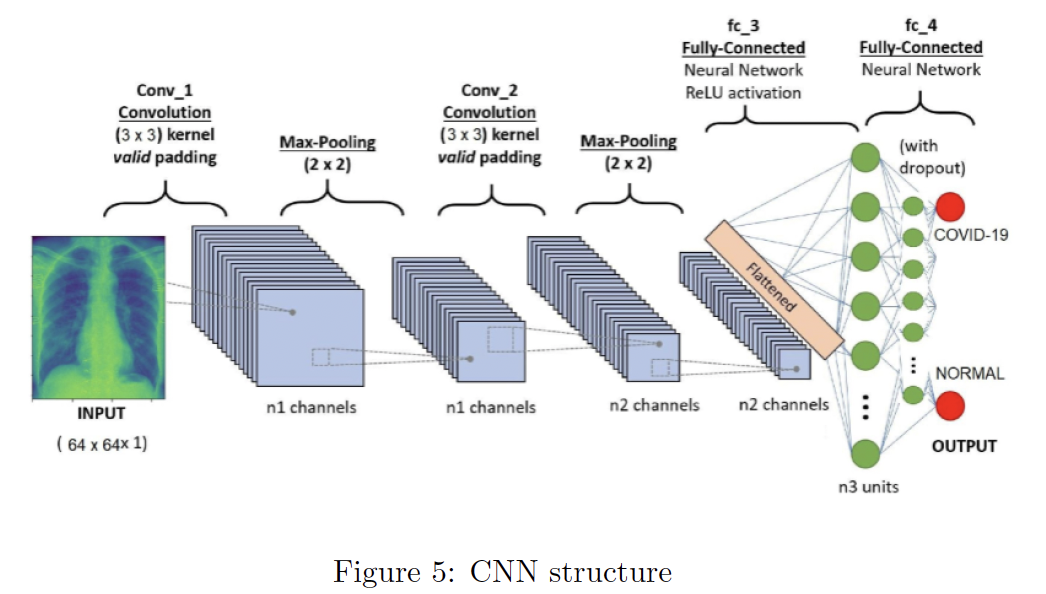 Conv_1
Convolution
(3 x 3) kernel
valid padding
Max-Pooling
(2 x 2)
Conv_2
Convolution
(3 x 3) kernel
valid padding
Max-Pooling
(2 x 2)
fc_3
Fully-Connected
Neural Network
ReLU activation
fc_4
Fully-Connected
Neural Network
(with
dropout)
Flattened
COVID-19
NORMAL
OUTPUT
INPUT
( 64 x 64x 1)
n1 channels
n1 channels
n2 channels
n2 channels
n3 units
Figure 5: CNN structure